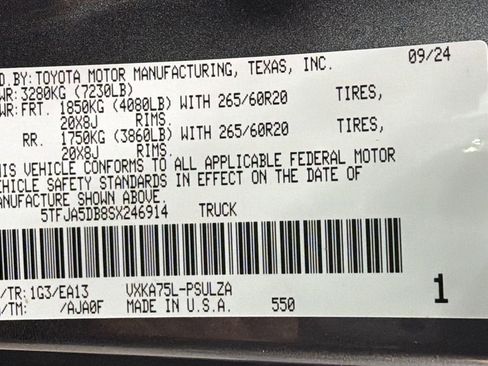 D.BY:TOYOTA MOTOR MANUFACTURING, TEXAS, INC. 09/24
WR:3280KG (7230LB)
WR:FRT. 1850KG (4080LB) WITH 265/60R20 TIRES,
20X8J RIMS.
RR. 1750KG (3860LB) WITH 265/60R20 TIRES,
20X8J RIMS.
HIS VEHICLE CONFORMS TO ALL APPLICABLE FEDERAL MOTOR
EHICLE SAFETY STANDARDS IN EFFECT ON THE DATE OF
ANUFACTURE SHOWN ABOVE.
5TFJA5DB8SX246914 TRUCK
/TR:1G3/EA13 VXKA75L-PSULZA
/TM: /AJA0F MADE IN U.S.A. 550 1